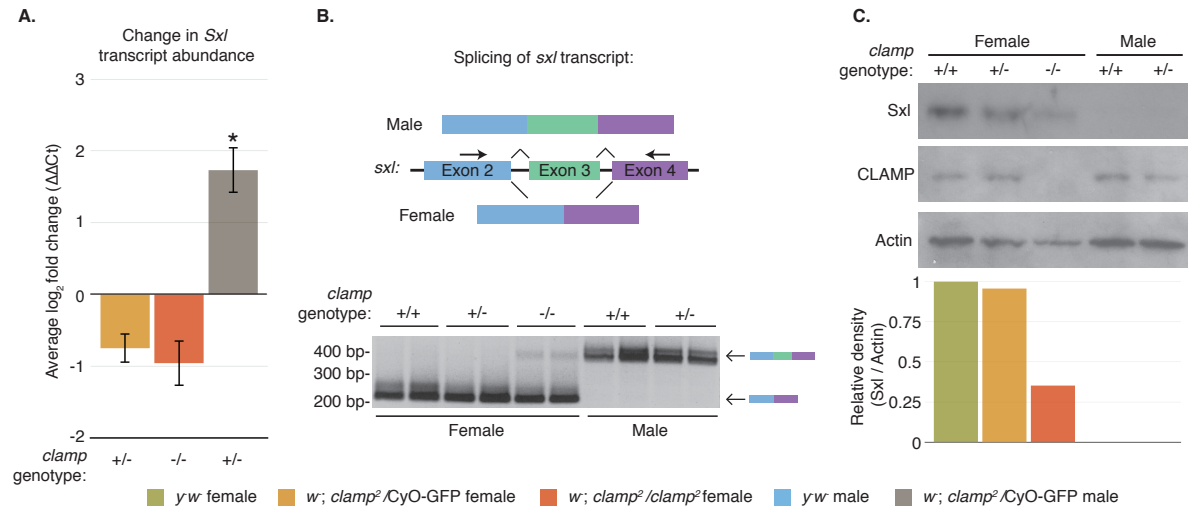 A.
Change in Sxl
transcript abundance
Average log2 fold change (ΔΔCt)
3
2
1
0
-1
-2
*
clamp
genotype:
+/- -/- +/-
B.
Splicing of sxl transcript:
Male
sxl:
Exon 2 Exon 3 Exon 4
Female
clamp
genotype:
+/+ +/- -/- +/+ +/-
400 bp-
300 bp-
200 bp-
Female Male
C.
Female Male
clamp
genotype:
+/+ +/- -/- +/+ +/-
Sxl
CLAMP
Actin
Relative density
(Sxl / Actin)
1
0.75
0.5
0.25
0
y⁻w⁻ female w⁻; clamp²/CyO-GFP female w⁻; clamp²/clamp² female y⁻w⁻ male w⁻; clamp²/CyO-GFP male